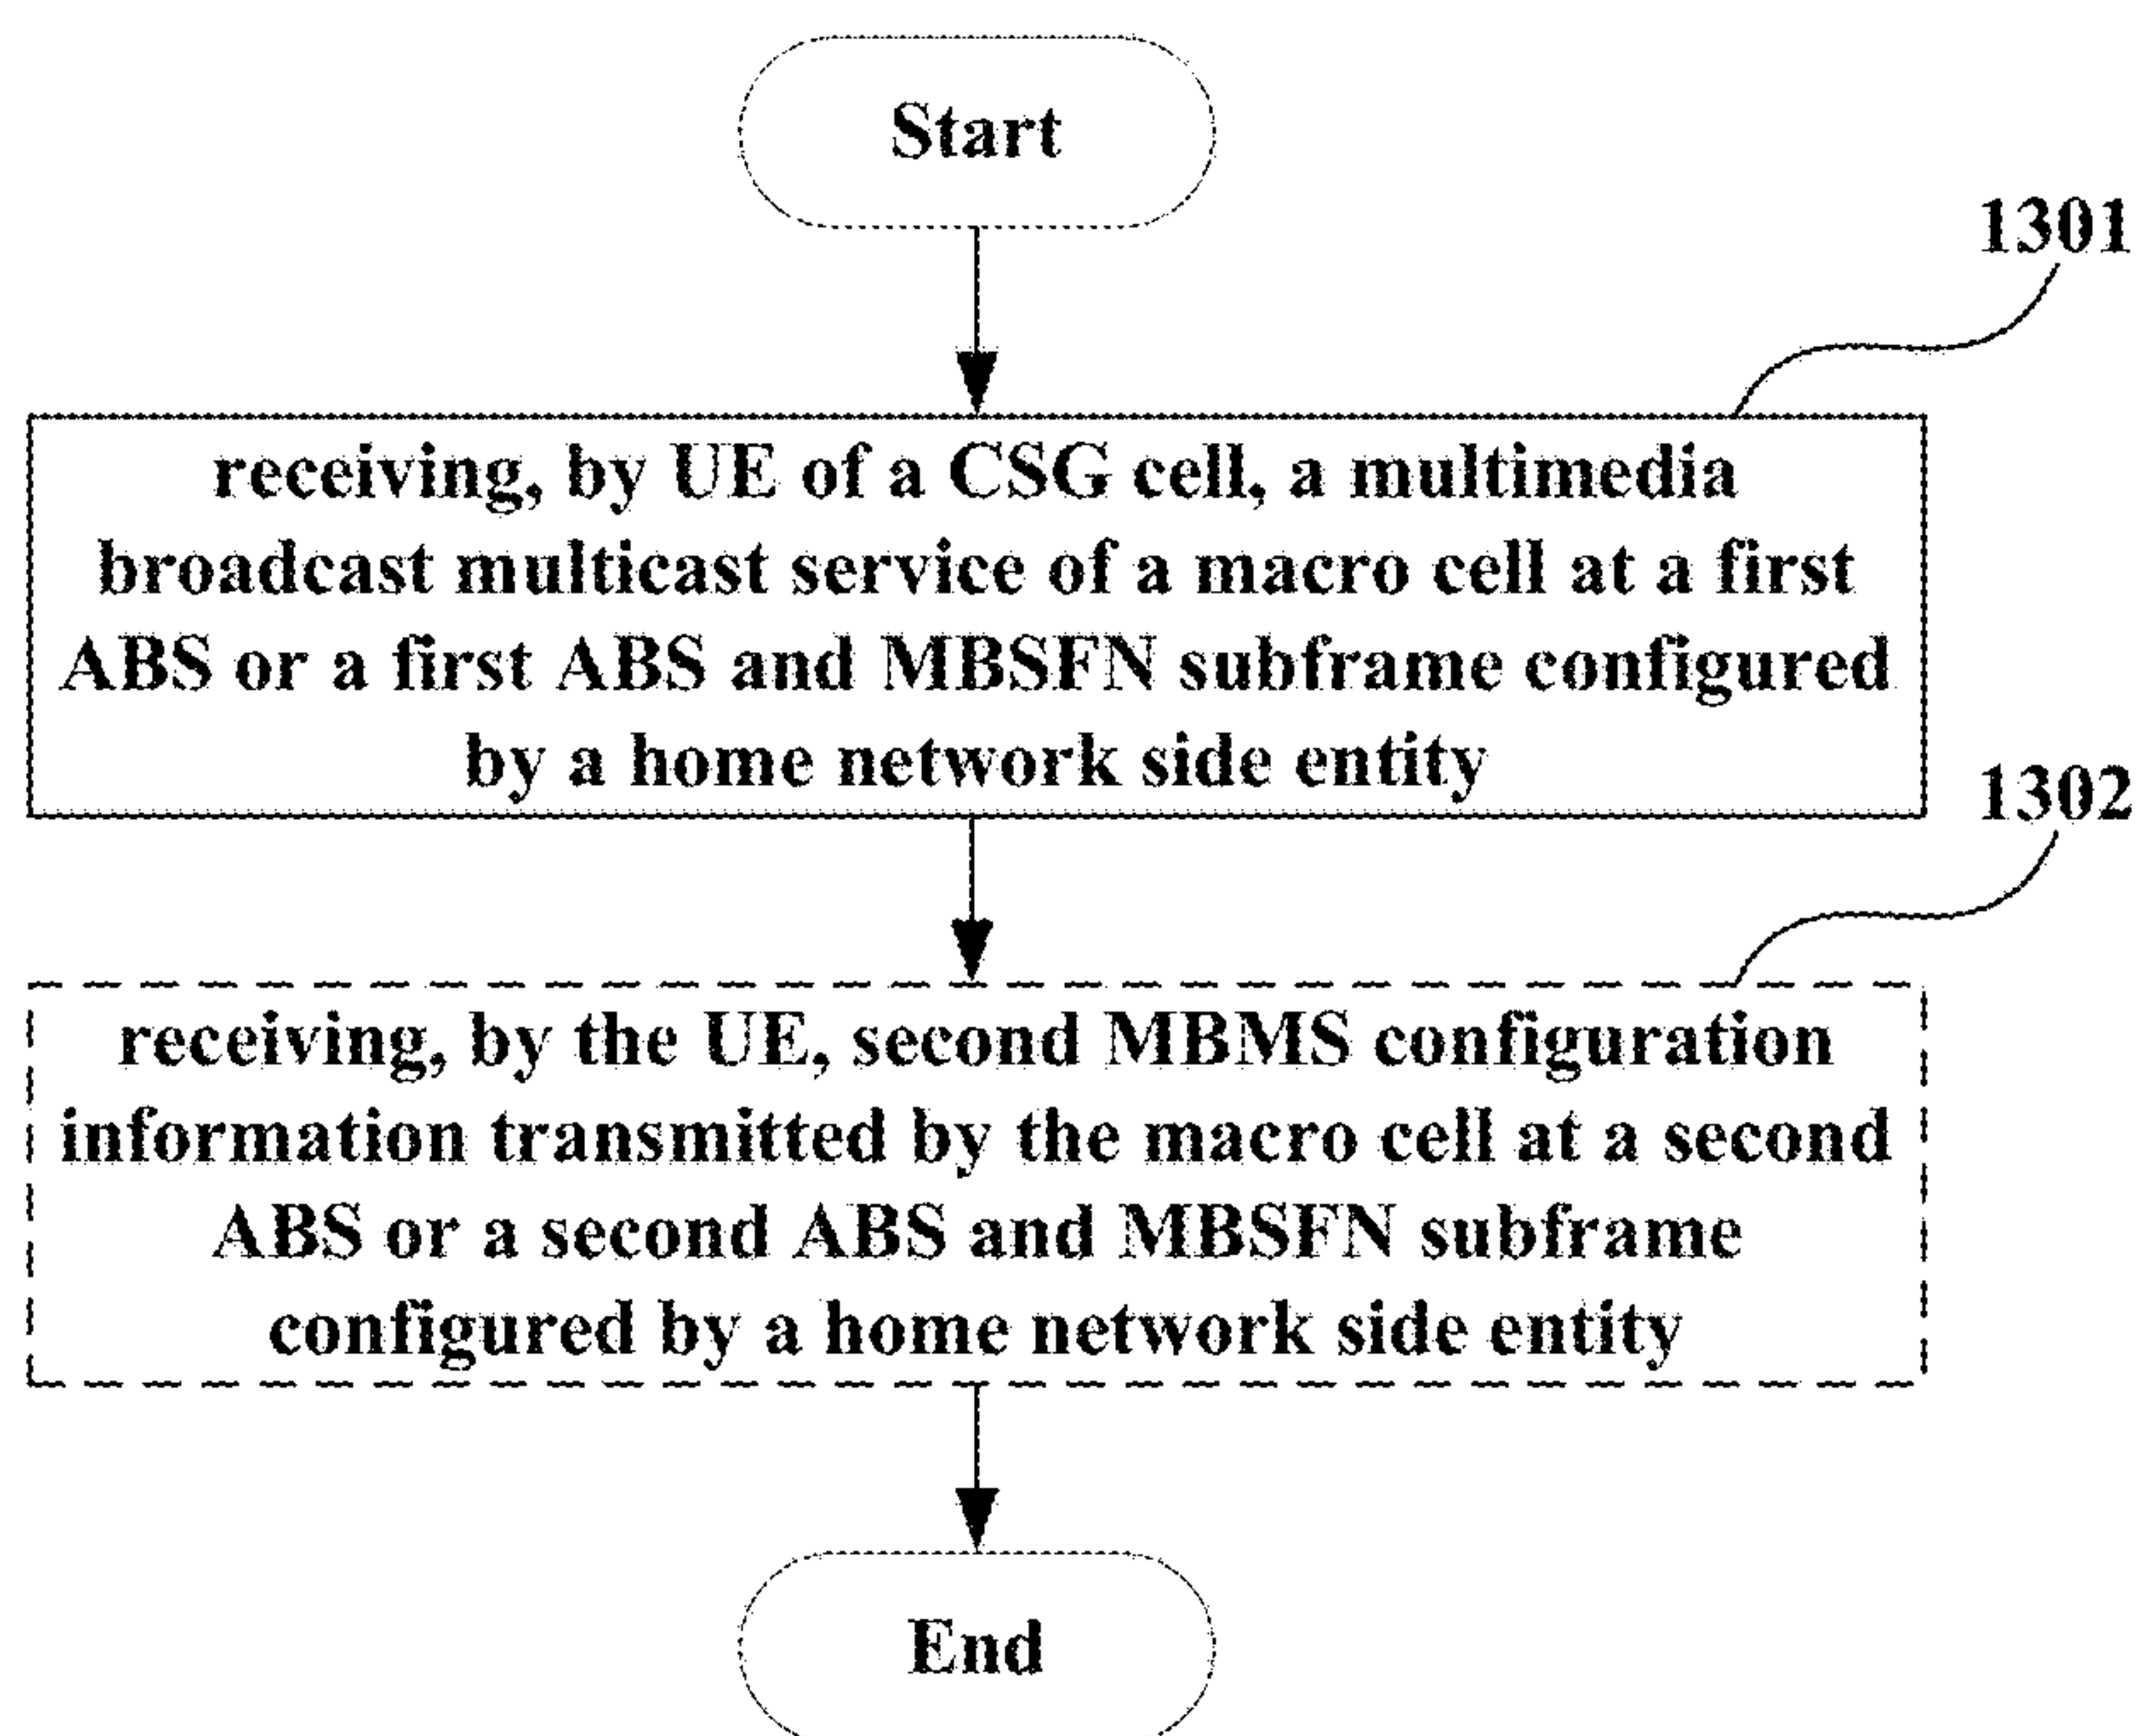 Start
1301
receiving, by UE of a CSG cell, a multimedia
broadcast multicast service of a macro cell at a first
ABS or a first ABS and MBSFN subframe configured
by a home network side entity
1302
receiving, by the UE, second MBMS configuration
information transmitted by the macro cell at a second
ABS or a second ABS and MBSFN subframe
configured by a home network side entity
End